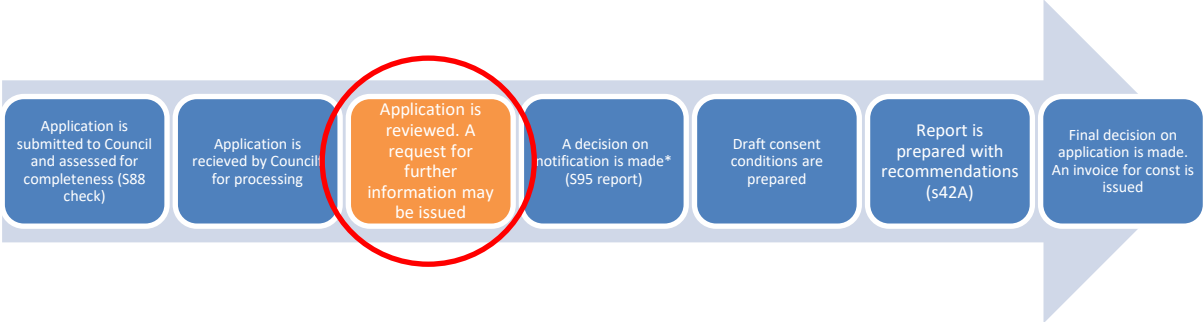 Application is
submitted to Council
and assessed for
completeness (S88
check)
Application is
recieved by Council
for processing
Application is
reviewed. A
request for
further
information may
be issued
A decision on
notification is made*
(S95 report)
Draft consent
conditions are
prepared
Report is
prepared with
recommendations
(s42A)
Final decision on
application is made.
An invoice for const is
issued